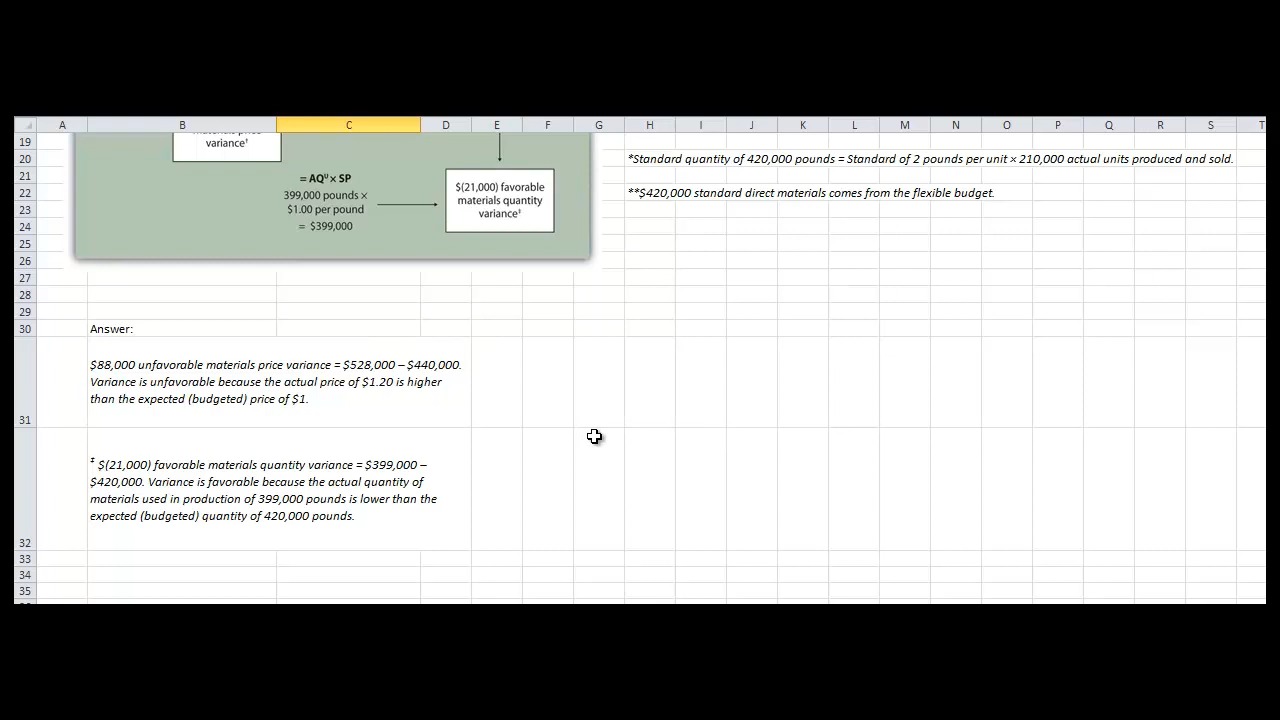 A B C D E F G H I J K L M N O P Q R S T
19
variance†
20 *Standard quantity of 420,000 pounds = Standard of 2 pounds per unit × 210,000 actual units produced and sold.
= AQᵁ × SP
399,000 pounds ×
$1.00 per pound
= $399,000
$(21,000) favorable
materials quantity
variance‡
21
22 **$420,000 standard direct materials comes from the flexible budget.
23
24
25
26
27
28
29
30 Answer:
$88,000 unfavorable materials price variance = $528,000 – $440,000.
Variance is unfavorable because the actual price of $1.20 is higher
than the expected (budgeted) price of $1.
31
‡ $(21,000) favorable materials quantity variance = $399,000 –
$420,000. Variance is favorable because the actual quantity of
materials used in production of 399,000 pounds is lower than the
expected (budgeted) quantity of 420,000 pounds.
32
33
34
35